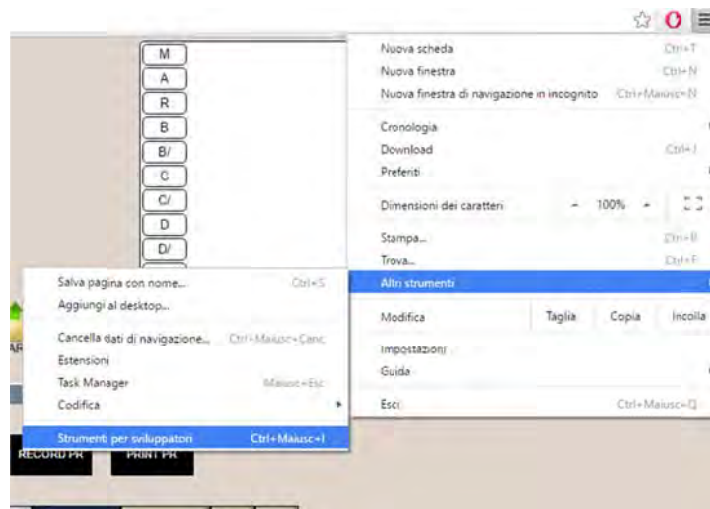 M
A
R
B
B/
C
C/
D
D/
Nuova scheda Ctrl+T
Nuova finestra Ctrl+N
Nuova finestra di navigazione in incognito Ctrl+Maiusc+N
Cronologia
Download Ctrl+J
Preferiti
Dimensioni dei caratteri - 100% +
Stampa...
Trova... Ctrl+F
Altri strumenti
Modifica Taglia Copia Incolla
Impostazioni
Guida
Esci Ctrl+Maiusc+Q
Salva pagina con nome... Ctrl+S
Aggiungi al desktop...
Cancella dati di navigazione... Ctrl+Maiusc+Canc
Estensioni
Task Manager Maiusc+Esc
Codifica
Strumenti per sviluppatori Ctrl+Maiusc+I
RECORD PR PRINT PR